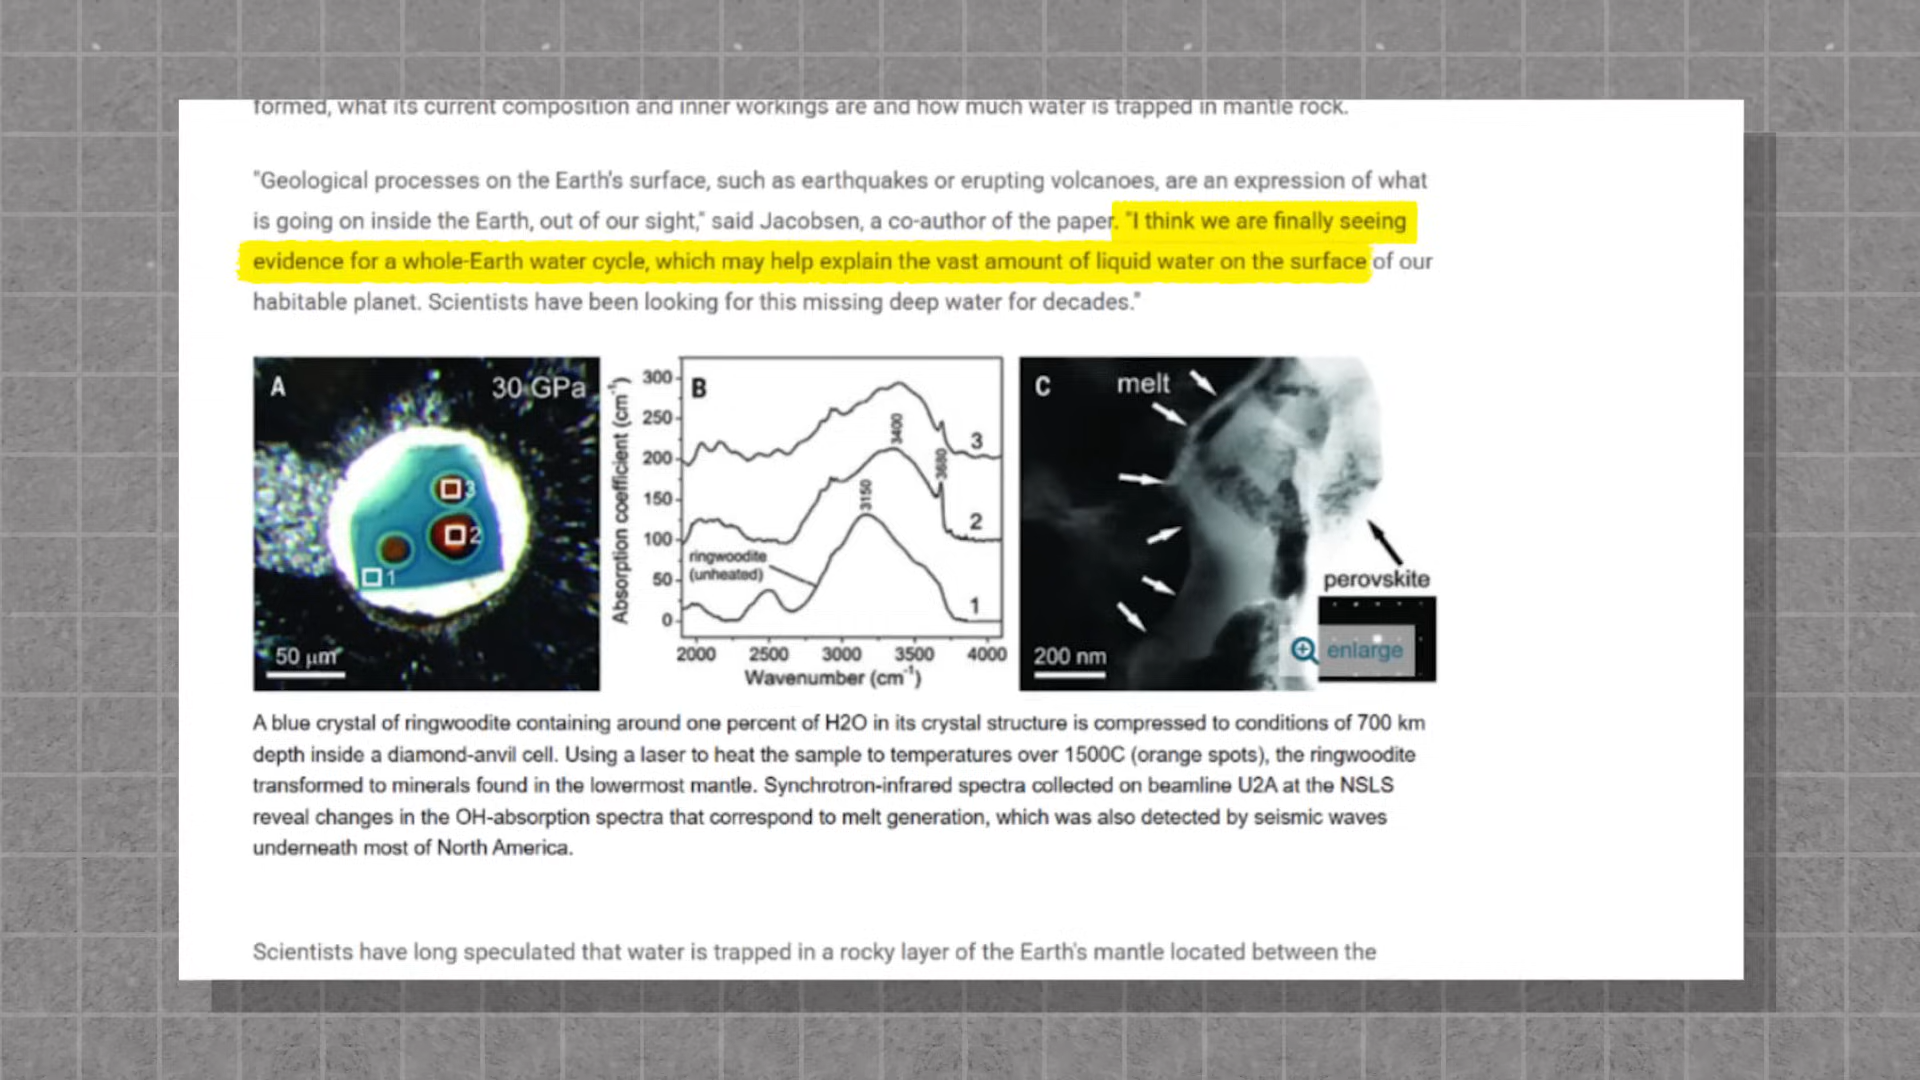 formed, what its current composition and inner workings are and how much water is trapped in mantle rock.
"Geological processes on the Earth's surface, such as earthquakes or erupting volcanoes, are an expression of what
is going on inside the Earth, out of our sight," said Jacobsen, a co-author of the paper. "I think we are finally seeing
evidence for a whole-Earth water cycle, which may help explain the vast amount of liquid water on the surface of our
habitable planet. Scientists have been looking for this missing deep water for decades."
A
30 GPa
3
2
1
50 μm
B
Absorption coefficient (cm⁻¹)
300
250
200
150
100
50
0
3400
3680
3150
3
2
1
ringwoodite
(unheated)
2000 2500 3000 3500 4000
Wavenumber (cm⁻¹)
C
melt
perovskite
200 nm
enlarge
A blue crystal of ringwoodite containing around one percent of H2O in its crystal structure is compressed to conditions of 700 km
depth inside a diamond-anvil cell. Using a laser to heat the sample to temperatures over 1500C (orange spots), the ringwoodite
transformed to minerals found in the lowermost mantle. Synchrotron-infrared spectra collected on beamline U2A at the NSLS
reveal changes in the OH-absorption spectra that correspond to melt generation, which was also detected by seismic waves
underneath most of North America.
Scientists have long speculated that water is trapped in a rocky layer of the Earth's mantle located between the